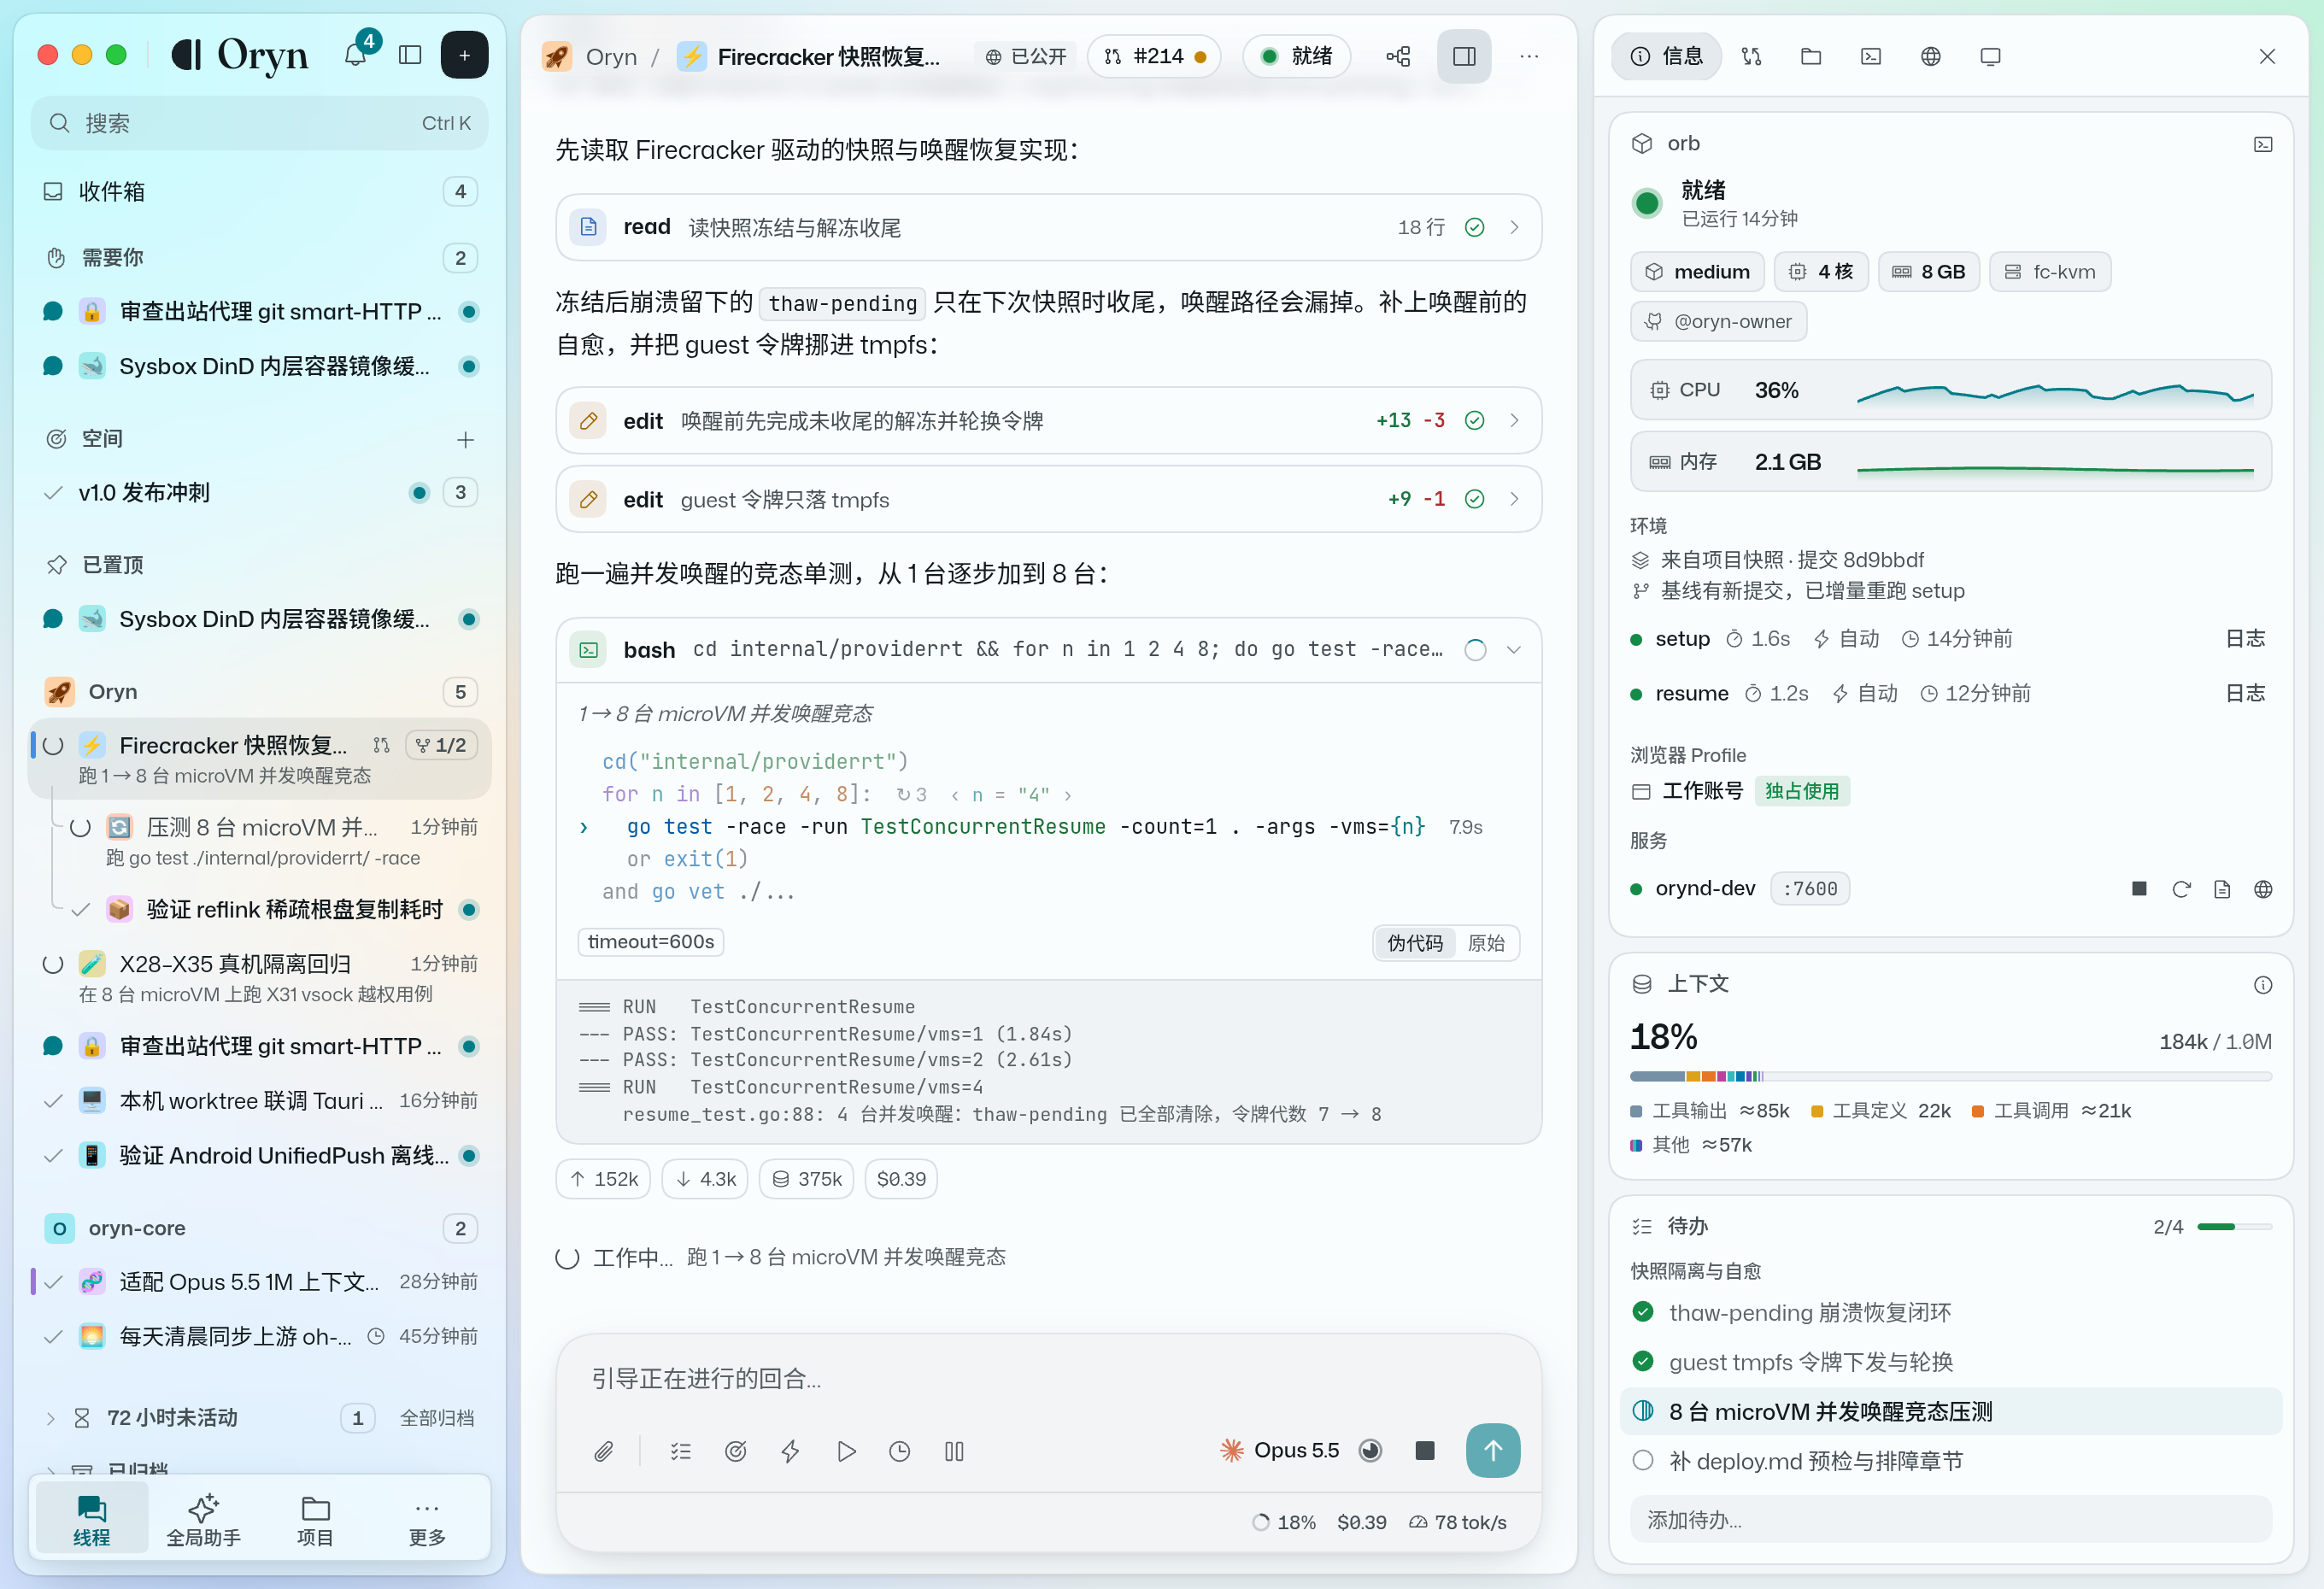 Oryn
4
搜索
Ctrl K
收件箱 4
需要你 2
审查出站代理 git smart-HTTP ...
Sysbox DinD 内层容器镜像缓...
空间
v1.0 发布冲刺 3
已置顶
Sysbox DinD 内层容器镜像缓...
Oryn 5
Firecracker 快照恢复... 1/2
跑 1 → 8 台 microVM 并发唤醒竞态
压测 8 台 microVM 并... 1分钟前
跑 go test ./internal/providerrt/ -race
验证 reflink 稀疏根盘复制耗时
X28–X35 真机隔离回归 1分钟前
在 8 台 microVM 上跑 X31 vsock 越权用例
审查出站代理 git smart-HTTP ...
本机 worktree 联调 Tauri ... 16分钟前
验证 Android UnifiedPush 离线...
O oryn-core 2
适配 Opus 5.5 1M 上下文... 28分钟前
每天清晨同步上游 oh-... 45分钟前
72 小时未活动 1 全部归档
已归档
线程 全局助手 项目 更多
Oryn / Firecracker 快照恢复... 已公开 #214 就绪
先读取 Firecracker 驱动的快照与唤醒恢复实现：
read 读快照冻结与解冻收尾 18 行
冻结后崩溃留下的 thaw-pending 只在下次快照时收尾，唤醒路径会漏掉。补上唤醒前的
自愈，并把 guest 令牌挪进 tmpfs：
edit 唤醒前先完成未收尾的解冻并轮换令牌 +13 -3
edit guest 令牌只落 tmpfs +9 -1
跑一遍并发唤醒的竞态单测，从 1 台逐步加到 8 台：
bash cd internal/providerrt && for n in 1 2 4 8; do go test -race…
1 → 8 台 microVM 并发唤醒竞态
cd("internal/providerrt")
for n in [1, 2, 4, 8]: ↻ 3 ‹ n = "4" ›
› go test -race -run TestConcurrentResume -count=1 . -args -vms={n} 7.9s
or exit(1)
and go vet ./...
timeout=600s 伪代码 原始
=== RUN TestConcurrentResume
--- PASS: TestConcurrentResume/vms=1 (1.84s)
--- PASS: TestConcurrentResume/vms=2 (2.61s)
=== RUN TestConcurrentResume/vms=4
resume_test.go:88: 4 台并发唤醒：thaw-pending 已全部清除，令牌代数 7 → 8
↑ 152k ↓ 4.3k 375k $0.39
工作中... 跑 1 → 8 台 microVM 并发唤醒竞态
引导正在进行的回合...
Opus 5.5
18% $0.39 78 tok/s
信息
orb
就绪
已运行 14分钟
medium 4 核 8 GB fc-kvm
@oryn-owner
CPU 36%
内存 2.1 GB
环境
来自项目快照 · 提交 8d9bbdf
基线有新提交，已增量重跑 setup
setup 1.6s 自动 14分钟前 日志
resume 1.2s 自动 12分钟前 日志
浏览器 Profile
工作账号 独占使用
服务
orynd-dev :7600
上下文
18% 184k / 1.0M
工具输出 ≈85k 工具定义 22k 工具调用 ≈21k
其他 ≈57k
待办 2/4
快照隔离与自愈
thaw-pending 崩溃恢复闭环
guest tmpfs 令牌下发与轮换
8 台 microVM 并发唤醒竞态压测
补 deploy.md 预检与排障章节
添加待办...